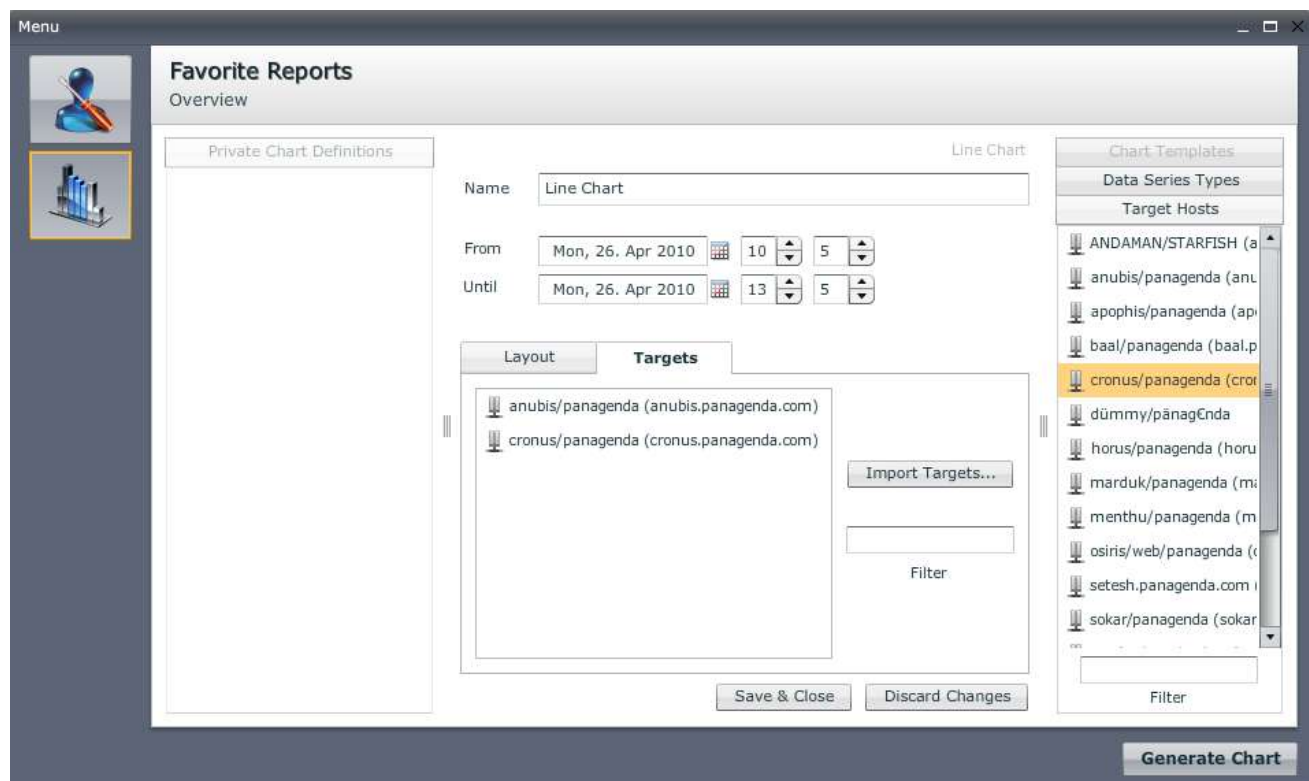 Menu
Favorite Reports
Overview
Private Chart Definitions
Line Chart
Name Line Chart
From Mon, 26. Apr 2010 10 5
Until Mon, 26. Apr 2010 13 5
Layout Targets
anubis/panagenda (anubis.panagenda.com)
cronus/panagenda (cronus.panagenda.com)
Import Targets...
Filter
Save & Close Discard Changes
Chart Templates
Data Series Types
Target Hosts
ANDAMAN/STARFISH (a
anubis/panagenda (anu
apophis/panagenda (apo
baal/panagenda (baal.p
cronus/panagenda (cron
dümmy/pänag€nda
horus/panagenda (horu
marduk/panagenda (ma
menthu/panagenda (m
osiris/web/panagenda (o
setesh.panagenda.com (
sokar/panagenda (sokar
Filter
Generate Chart